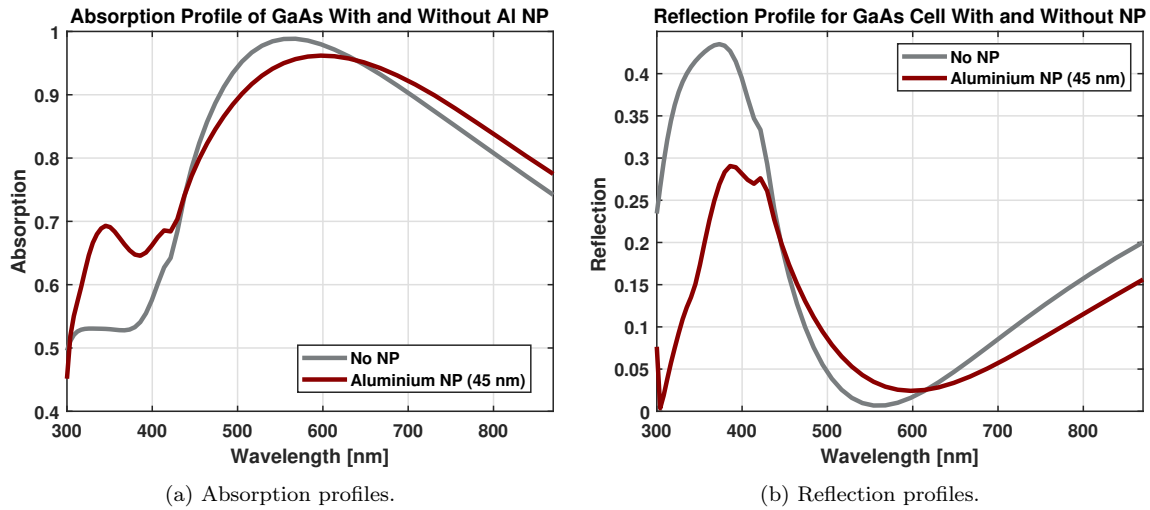 Absorption Profile of GaAs With and Without Al NP
1
0.9
0.8
0.7
0.6
0.5
0.4
Absorption
300 400 500 600 700 800
Wavelength [nm]
No NP
Aluminium NP (45 nm)
(a) Absorption profiles.
Reflection Profile for GaAs Cell With and Without NP
0.4
0.35
0.3
0.25
0.2
0.15
0.1
0.05
0
Reflection
300 400 500 600 700 800
Wavelength [nm]
No NP
Aluminium NP (45 nm)
(b) Reflection profiles.